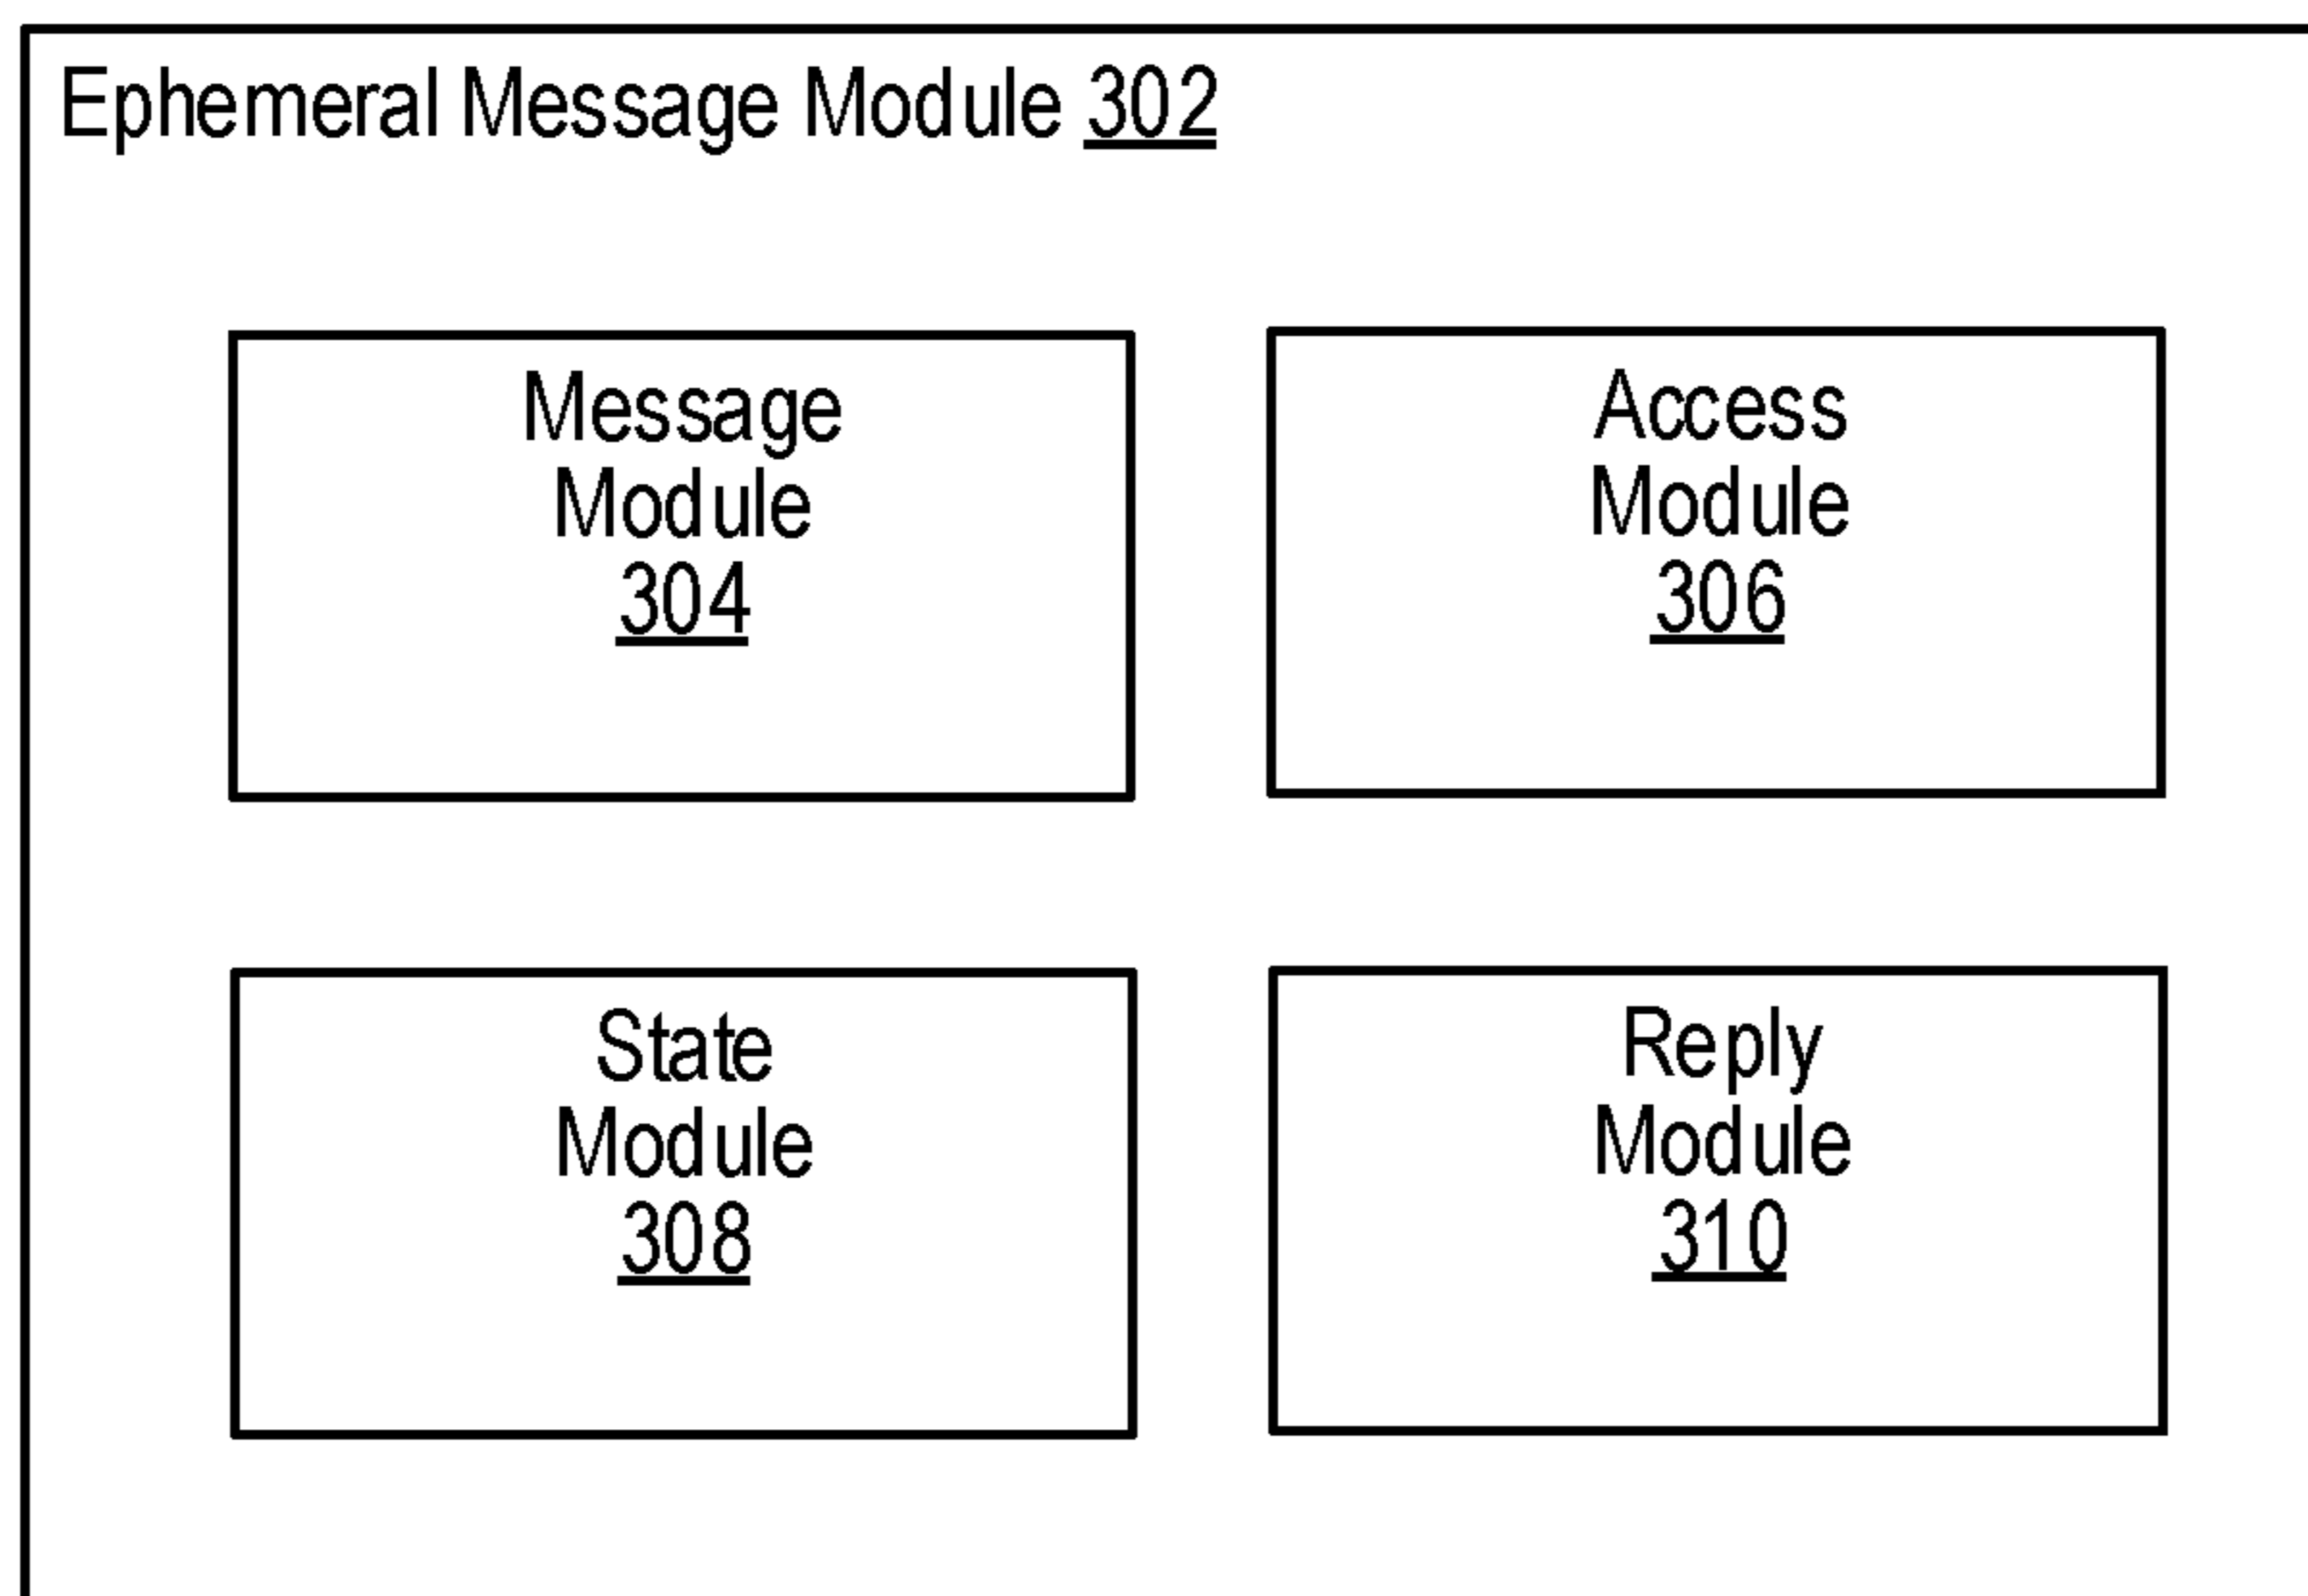 Ephemeral Message Module 302
Message
Module
304
Access
Module
306
State
Module
308
Reply
Module
310